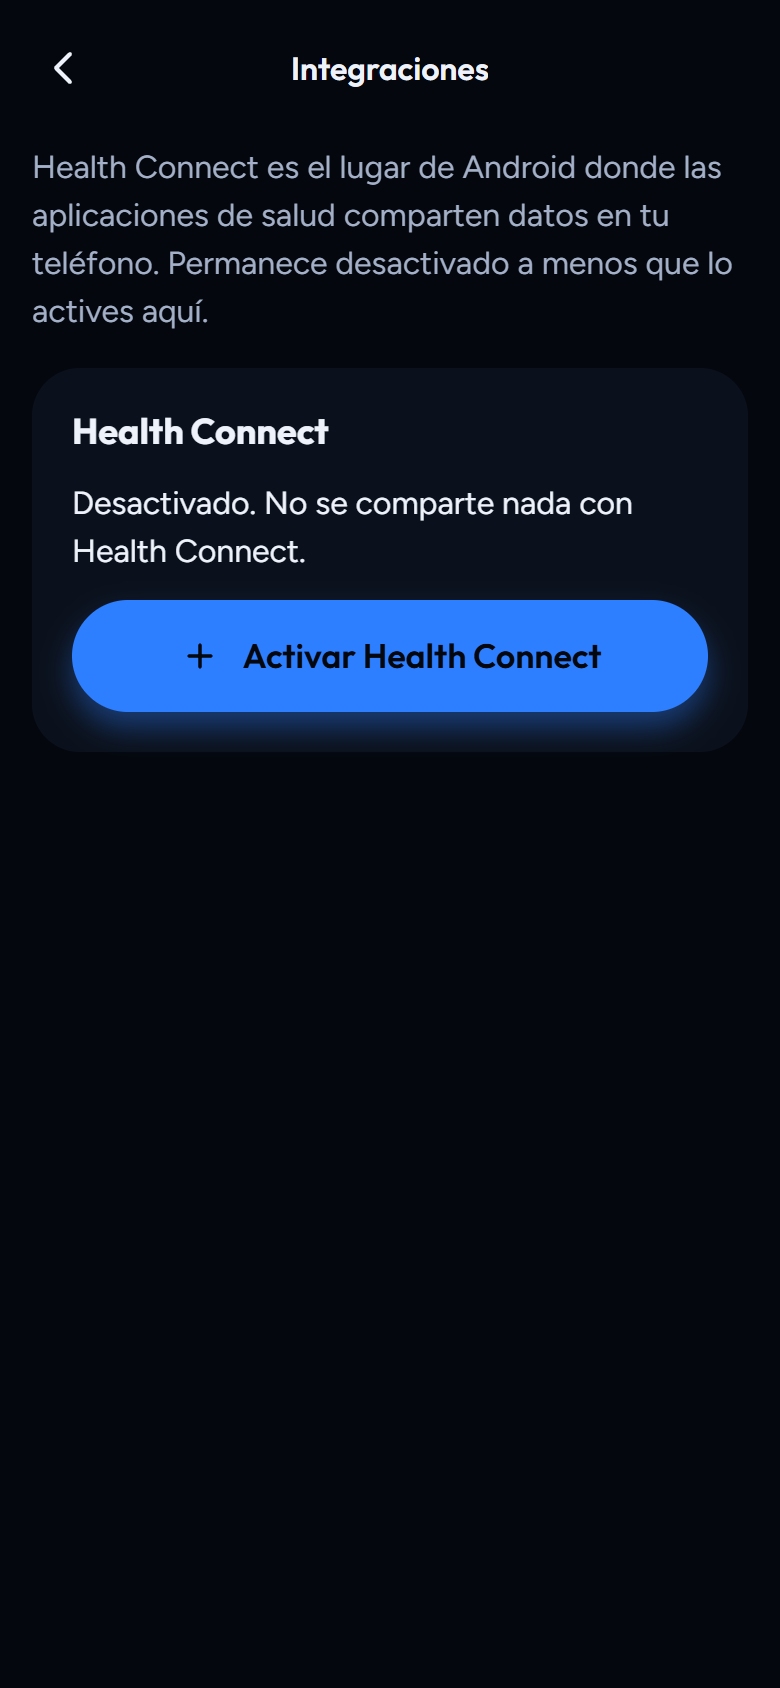 Integraciones
Health Connect es el lugar de Android donde las
aplicaciones de salud comparten datos en tu
teléfono. Permanece desactivado a menos que lo
actives aquí.
Health Connect
Desactivado. No se comparte nada con
Health Connect.
Activar Health Connect